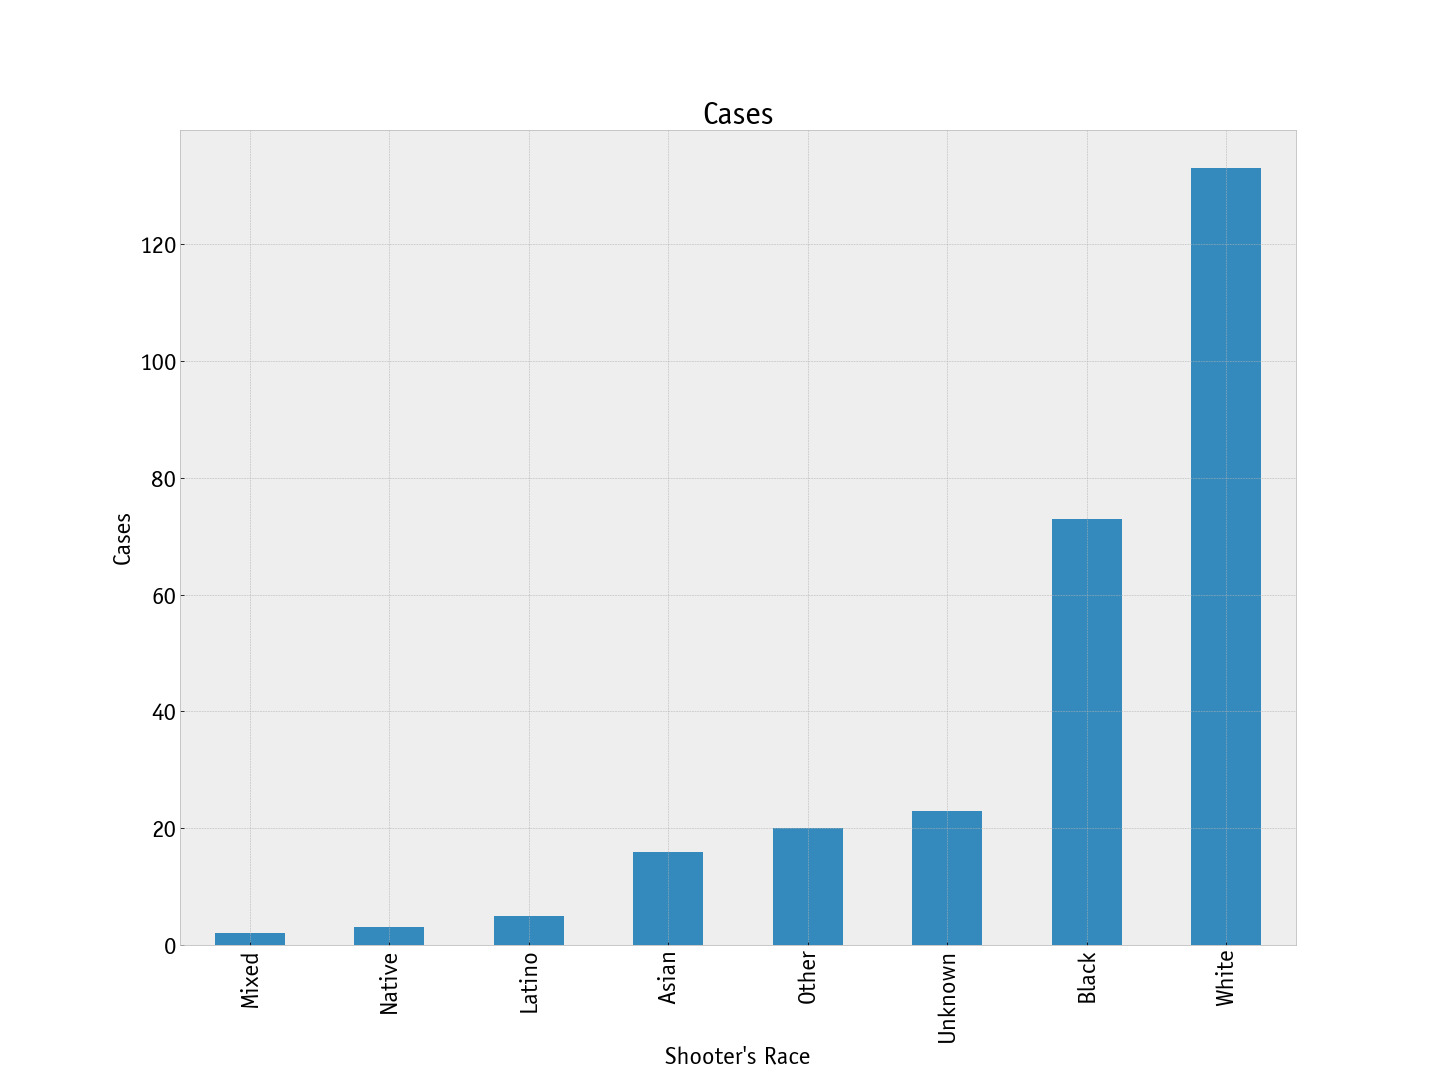 Cases
120
100
80
60
40
20
0
Cases
Mixed
Native
Latino
Asian
Other
Unknown
Black
White
Shooter's Race